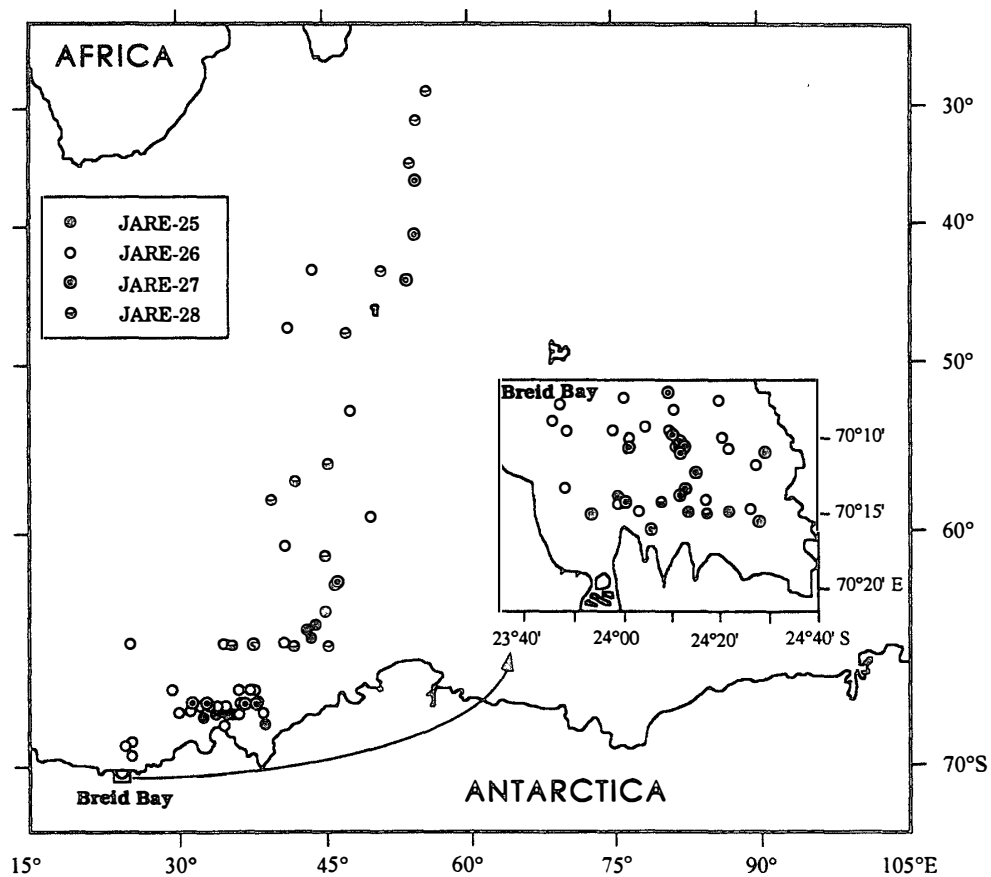 AFRICA
30°
JARE-25
JARE-26
JARE-27
JARE-28
40°
50°
Breid Bay
70°10'
70°15'
70°20' E
60°
23°40' 24°00' 24°20' 24°40' S
70°S
Breid Bay
ANTARCTICA
15° 30° 45° 60° 75° 90° 105°E